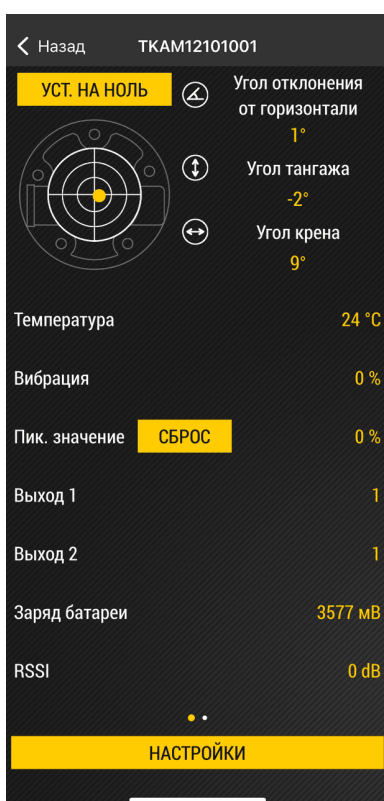 Назад TKAM12101001
УСТ. НА НОЛЬ
Угол отклонения
от горизонтали
1°
Угол тангажа
-2°
Угол крена
9°
Температура 24 °C
Вибрация 0 %
Пик. значение СБРОС 0 %
Выход 1 1
Выход 2 1
Заряд батареи 3577 мВ
RSSI 0 dB
НАСТРОЙКИ